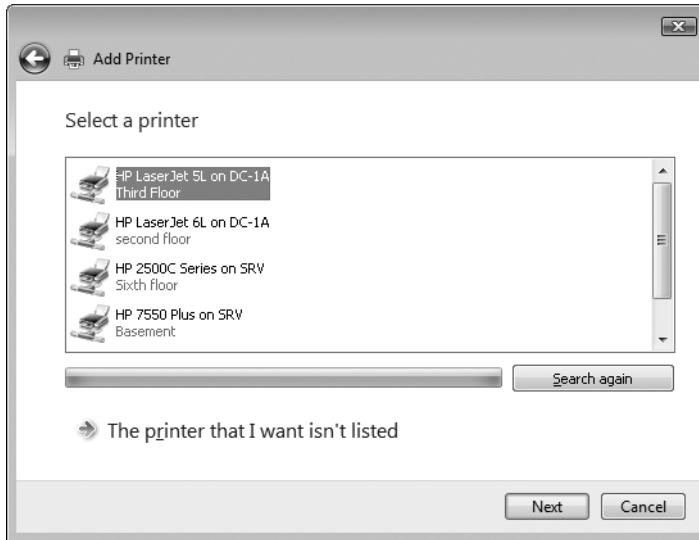 Add Printer
Select a printer
HP LaserJet 5L on DC-1A
Third Floor
HP LaserJet 6L on DC-1A
second floor
HP 2500C Series on SRV
Sixth floor
HP 7550 Plus on SRV
Basement
Search again
The printer that I want isn't listed
Next
Cancel